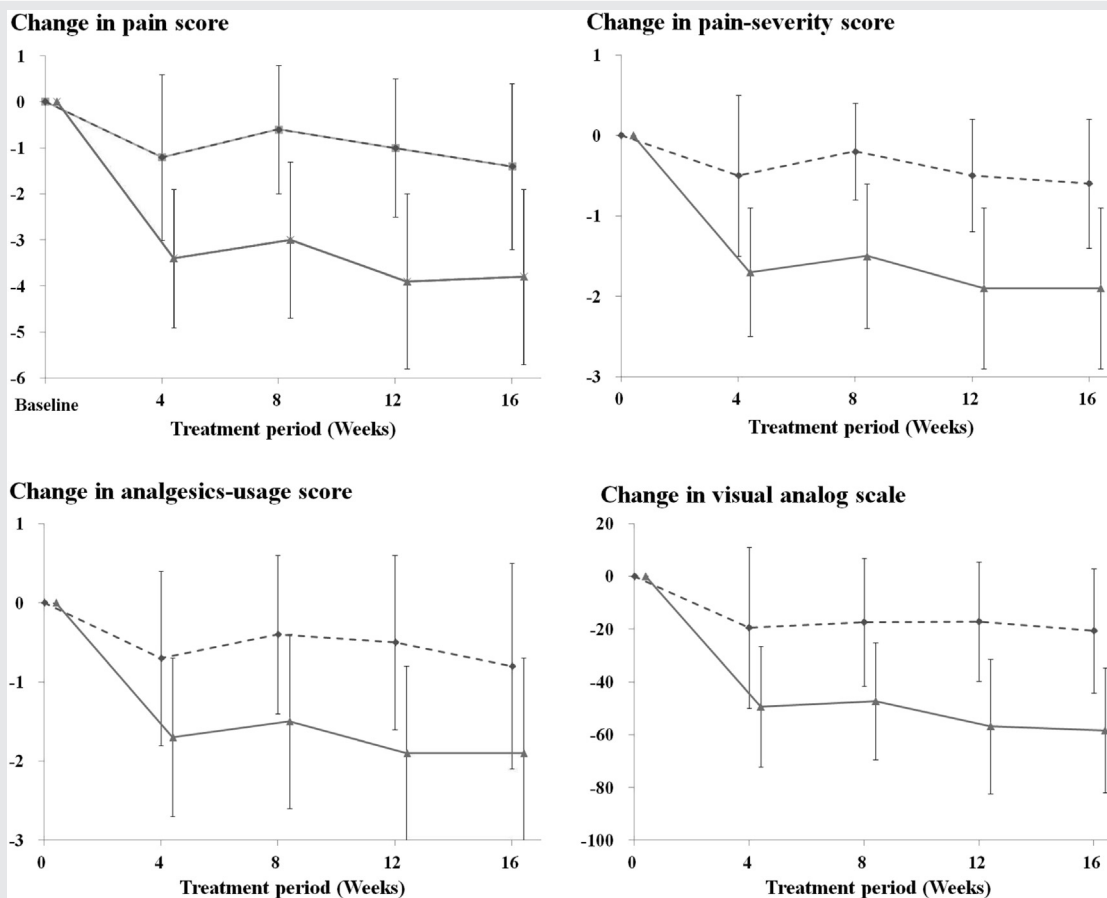 Change in pain score
1
0
-1
-2
-3
-4
-5
-6
Baseline 4 8 12 16
Treatment period (Weeks)
Change in pain-severity score
1
0
-1
-2
-3
0 4 8 12 16
Treatment period (Weeks)
Change in analgesics-usage score
1
0
-1
-2
-3
0 4 8 12 16
Treatment period (Weeks)
Change in visual analog scale
20
0
-20
-40
-60
-80
-100
0 4 8 12 16
Treatment period (Weeks)